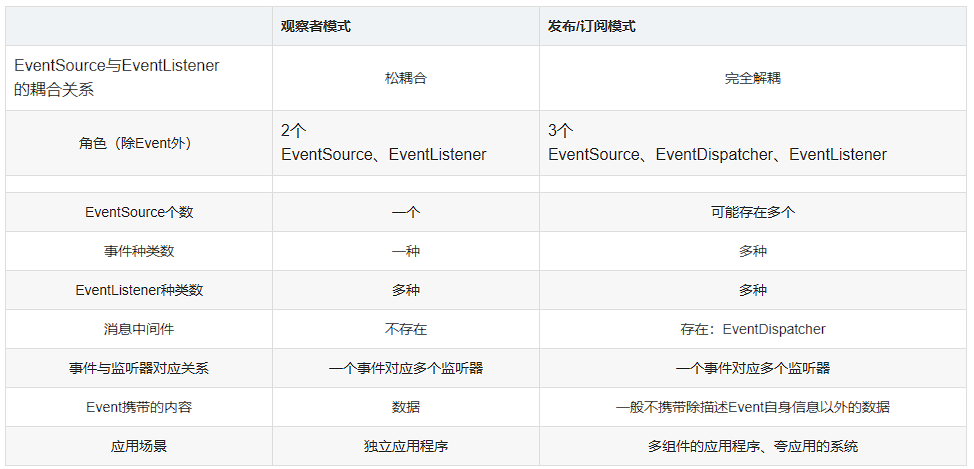 观察者模式 发布/订阅模式
EventSource与EventListener
的耦合关系
松耦合 完全解耦
角色（除Event外）
2个
EventSource、EventListener
3个
EventSource、EventDispatcher、EventListener
EventSource个数 一个 可能存在多个
事件种类数 一种 多种
EventListener种类数 多种 多种
消息中间件 不存在 存在：EventDispatcher
事件与监听器对应关系 一个事件对应多个监听器 一个事件对应多个监听器
Event携带的内容 数据 一般不携带除描述Event自身信息以外的数据
应用场景 独立应用程序 多组件的应用程序、夸应用的系统